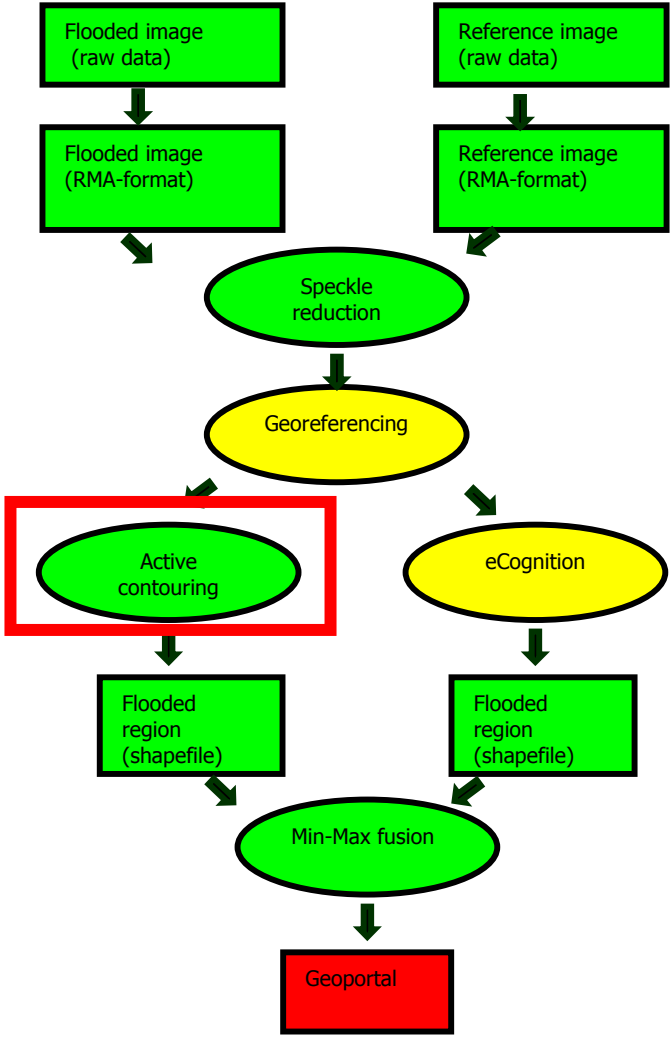 Flooded image
(raw data)
Reference image
(raw data)
Flooded image
(RMA-format)
Reference image
(RMA-format)
Speckle
reduction
Georeferencing
Active
contouring
eCognition
Flooded
region
(shapefile)
Flooded
region
(shapefile)
Min-Max fusion
Geoportal